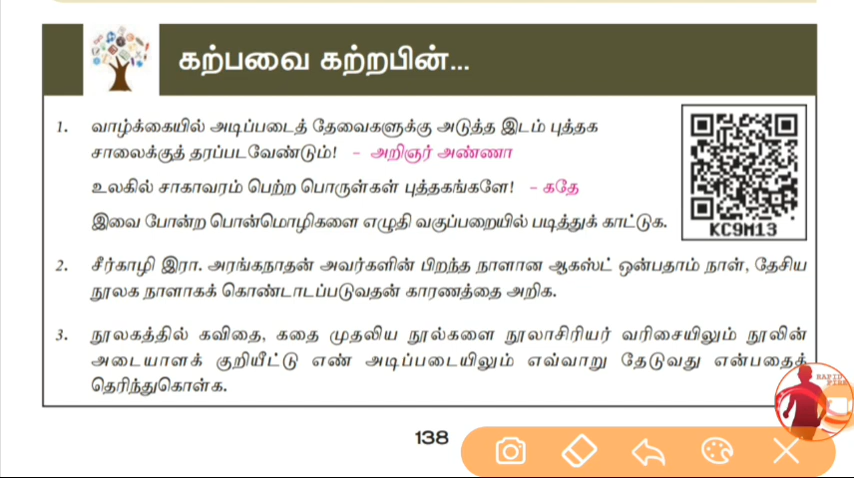 கற்பவை கற்றபின்...
1. வாழ்க்கையில் அடிப்படைத் தேவைகளுக்கு அடுத்த இடம் புத்தக
சாலைக்குத் தரப்படவேண்டும்! - அறிஞர் அண்ணா
உலகில் சாகாவரம் பெற்ற பொருள்கள் புத்தகங்களே! - கதே
இவை போன்ற பொன்மொழிகளை எழுதி வகுப்பறையில் படித்துக் காட்டுக.
KC9M13
2. சீர்காழி இரா. அரங்கநாதன் அவர்களின் பிறந்த நாளான ஆகஸ்ட் ஒன்பதாம் நாள், தேசிய
நூலக நாளாகக் கொண்டாடப்படுவதன் காரணத்தை அறிக.
3. நூலகத்தில் கவிதை, கதை முதலிய நூல்களை நூலாசிரியர் வரிசையிலும் நூலின்
அடையாளக் குறியீட்டு எண் அடிப்படையிலும் எவ்வாறு தேடுவது என்பதைத்
தெரிந்துகொள்க.
138